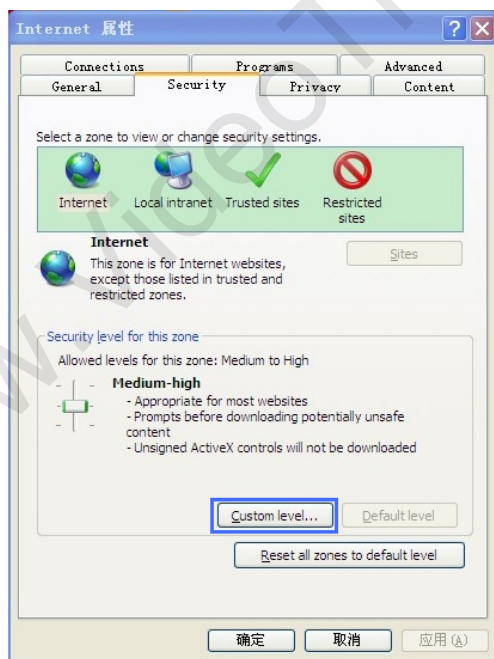 Internet 属性
Connections Programs Advanced
General Security Privacy Content
Select a zone to view or change security settings.
Internet Local intranet Trusted sites Restricted
sites
Internet
Sites
This zone is for Internet websites,
except those listed in trusted and
restricted zones.
Security level for this zone
Allowed levels for this zone: Medium to High
Medium-high
- Appropriate for most websites
- Prompts before downloading potentially unsafe
content
- Unsigned ActiveX controls will not be downloaded
Custom level... Default level
Reset all zones to default level
确定 取消 应用(A)